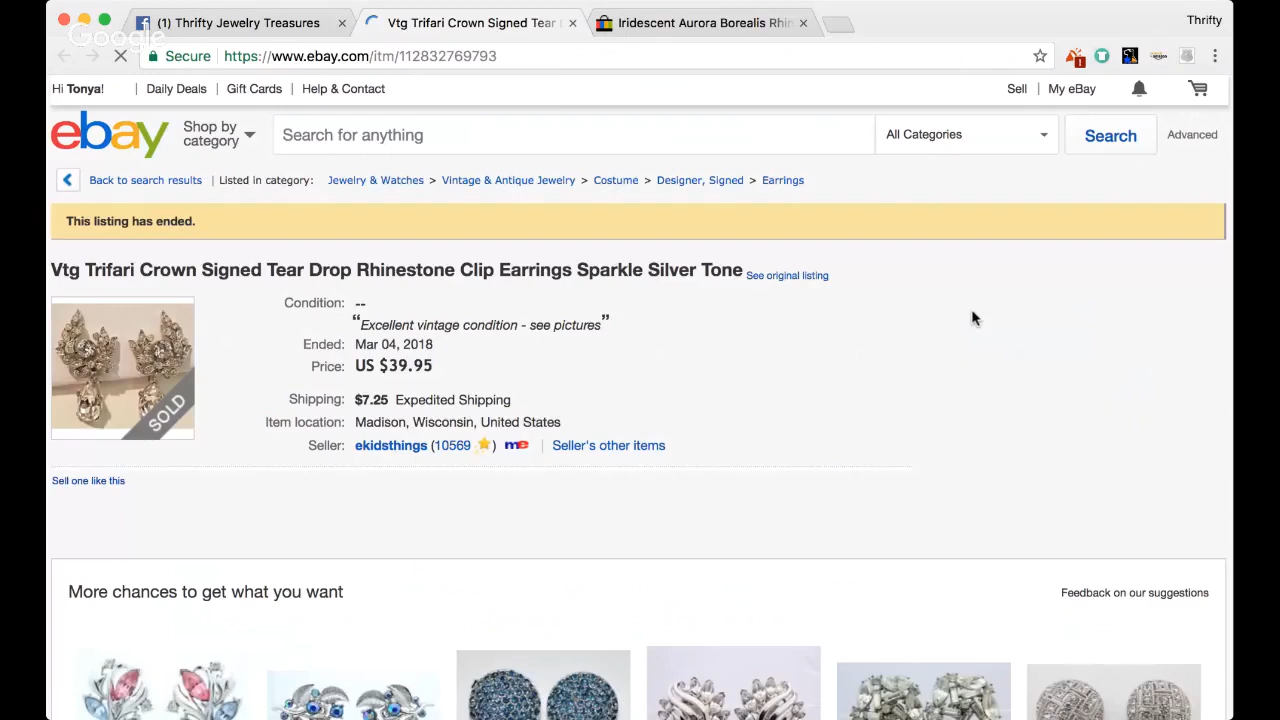 (1) Thrifty Jewelry Treasures
Vtg Trifari Crown Signed Tear
Iridescent Aurora Borealis Rhin
Thrifty
Google
Secure https://www.ebay.com/itm/112832769793
1
Hi Tonya! | Daily Deals | Gift Cards | Help & Contact
Sell | My eBay
ebay
Shop by category
Search for anything
All Categories
Search
Advanced
Back to search results | Listed in category: Jewelry & Watches > Vintage & Antique Jewelry > Costume > Designer, Signed > Earrings
This listing has ended.
Vtg Trifari Crown Signed Tear Drop Rhinestone Clip Earrings Sparkle Silver Tone See original listing
SOLD
Condition: --
“Excellent vintage condition - see pictures”
Ended: Mar 04, 2018
Price: US $39.95
Shipping: $7.25 Expedited Shipping
Item location: Madison, Wisconsin, United States
Seller: ekidsthings (10569 ) me | Seller's other items
Sell one like this
More chances to get what you want
Feedback on our suggestions